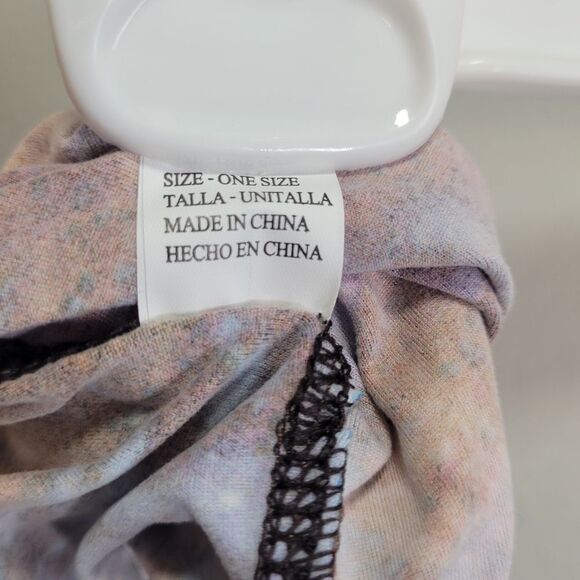 SIZE - ONE SIZE
TALLA - UNITALLA
MADE IN CHINA
HECHO EN CHINA